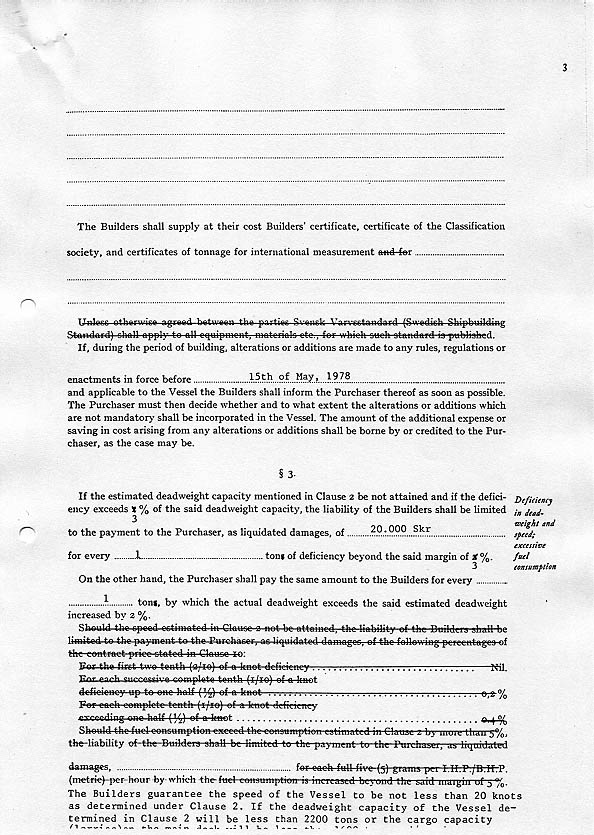 3
The Builders shall supply at their cost Builders' certificate, certificate of the Classification
society, and certificates of tonnage for international measurement and for
Unless otherwise agreed between the parties Svensk Varvsstandard (Swedish Shipbuilding
Standard) shall apply to all equipment, materials etc., for which such standard is published.
If, during the period of building, alterations or additions are made to any rules, regulations or
enactments in force before 15th of May, 1978
and applicable to the Vessel the Builders shall inform the Purchaser thereof as soon as possible.
The Purchaser must then decide whether and to what extent the alterations or additions which
are not mandatory shall be incorporated in the Vessel. The amount of the additional expense or
saving in cost arising from any alterations or additions shall be borne by or credited to the Pur-
chaser, as the case may be.
§ 3.
If the estimated deadweight capacity mentioned in Clause 2 be not attained and if the defici-
ency exceeds % of the said deadweight capacity, the liability of the Builders shall be limited
3
to the payment to the Purchaser, as liquidated damages, of 20.000 Skr
for every 1 tons of deficiency beyond the said margin of %.
3
Deficiency
in dead-
weight and
speed;
excessive
fuel
consumption
On the other hand, the Purchaser shall pay the same amount to the Builders for every
1 tons, by which the actual deadweight exceeds the said estimated deadweight
increased by 2 %.
Should the speed estimated in Clause 2 not be attained, the liability of the Builders shall be
limited to the payment to the Purchaser, as liquidated damages, of the following percentages of
the contract price stated in Clause 10:
For the first two tenth (2/10) of a knot deficiency Nil.
For each successive complete tenth (1/10) of a knot
deficiency up to one half (½) of a knot 0,2 %
For each complete tenth (1/10) of a knot deficiency
exceeding one half (½) of a knot 0.4 %
Should the fuel consumption exceed the consumption estimated in Clause 2 by more than 5%,
the liability of the Builders shall be limited to the payment to the Purchaser, as liquidated
damages, for each full five (5) grams per I.H.P./B.H.P.
(metric) per hour by which the fuel consumption is increased beyond the said margin of 5 %.
The Builders guarantee the speed of the Vessel to be not less than 20 knots
as determined under Clause 2. If the deadweight capacity of the Vessel de-
termined in Clause 2 will be less than 2200 tons or the cargo capacity